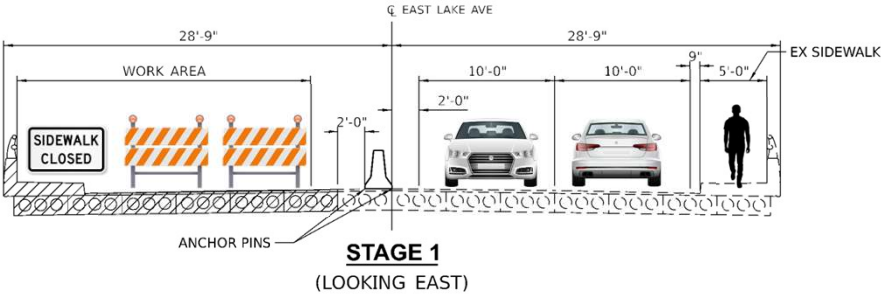 ℄ EAST LAKE AVE
28'-9"
28'-9"
WORK AREA
10'-0"
10'-0"
9"
5'-0"
EX SIDEWALK
2'-0"
2'-0"
SIDEWALK
CLOSED
ANCHOR PINS
STAGE 1
(LOOKING EAST)